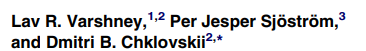 Lav R. Varshney,1,2 Per Jesper Sjöström,3
and Dmitri B. Chklovskii2,*